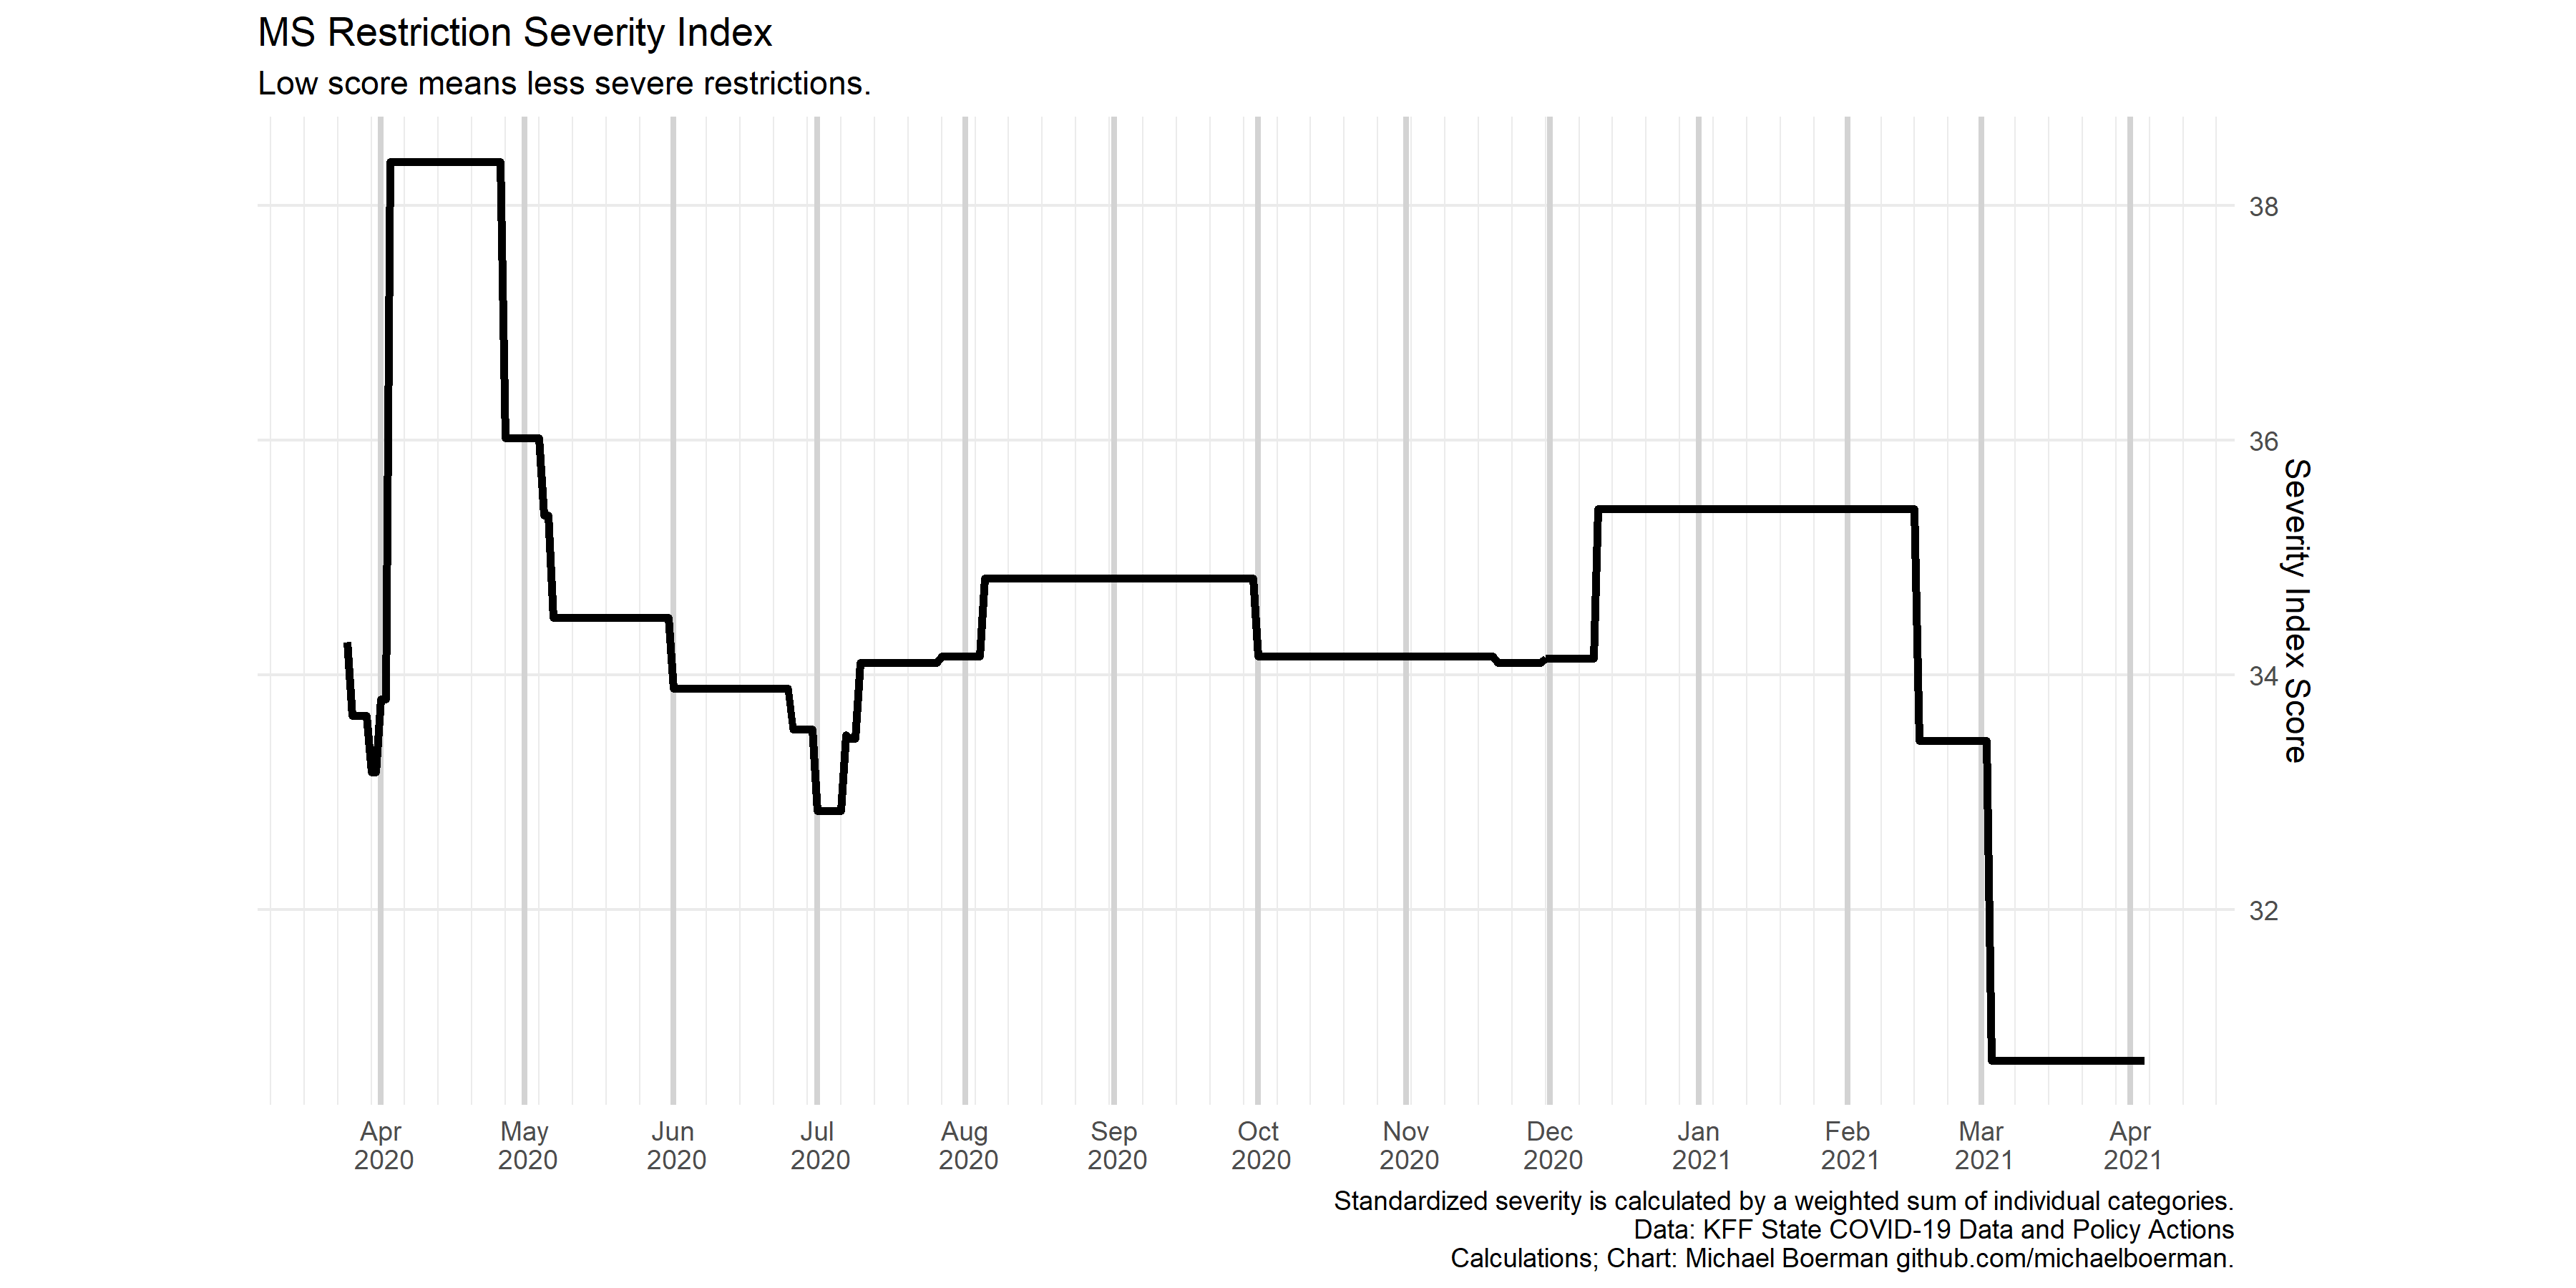 MS Restriction Severity Index
Low score means less severe restrictions.
38
36
34
32
Severity Index Score
Apr 2020
May 2020
Jun 2020
Jul 2020
Aug 2020
Sep 2020
Oct 2020
Nov 2020
Dec 2020
Jan 2021
Feb 2021
Mar 2021
Apr 2021
Standardized severity is calculated by a weighted sum of individual categories.
Data: KFF State COVID-19 Data and Policy Actions
Calculations; Chart: Michael Boerman github.com/michaelboerman.